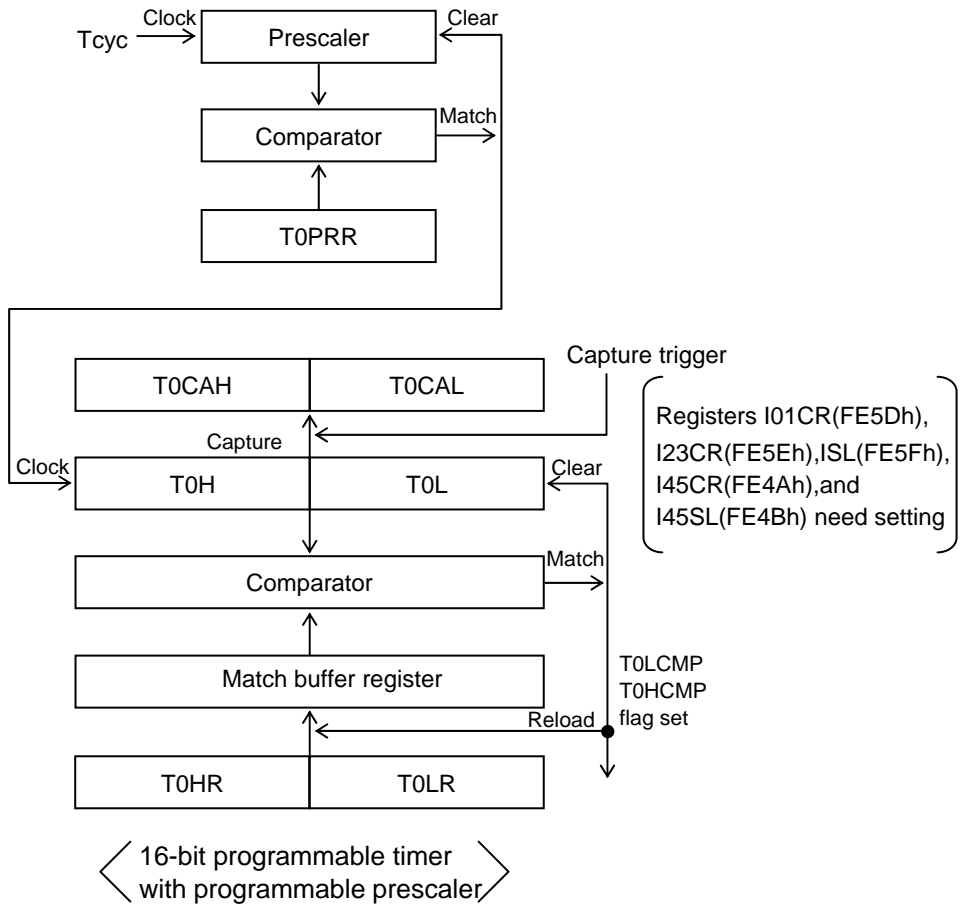 Clock
Clear
Tcyc
Prescaler
Match
Comparator
T0PRR
Capture trigger
T0CAH
T0CAL
Registers I01CR(FE5Dh),
I23CR(FE5Eh),ISL(FE5Fh),
I45CR(FE4Ah),and
I45SL(FE4Bh) need setting
Capture
Clock
T0H
T0L
Clear
Comparator
Match
Match buffer register
T0LCMP
T0HCMP
flag set
Reload
T0HR
T0LR
16-bit programmable timer
with programmable prescaler